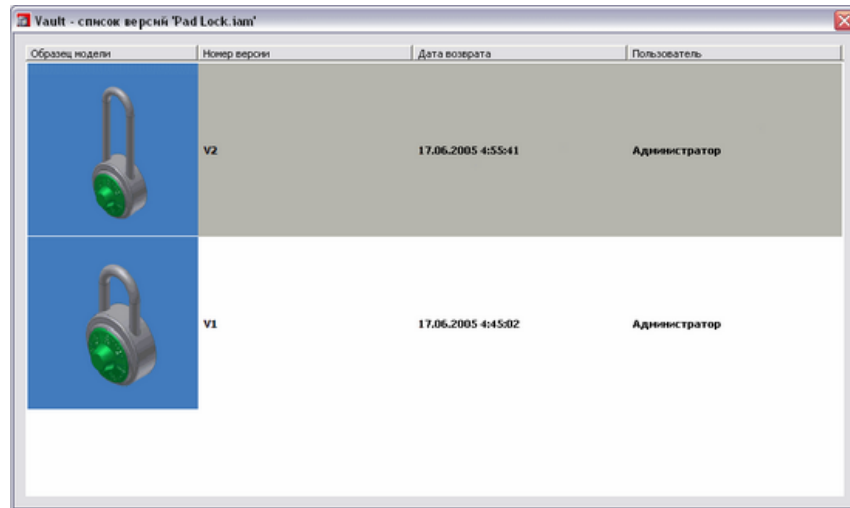 Vault - список версий 'Pad Lock.iam'
Образец модели Номер версии Дата возврата Пользователь
V2 17.06.2005 4:55:41 Администратор
V1 17.06.2005 4:45:02 Администратор